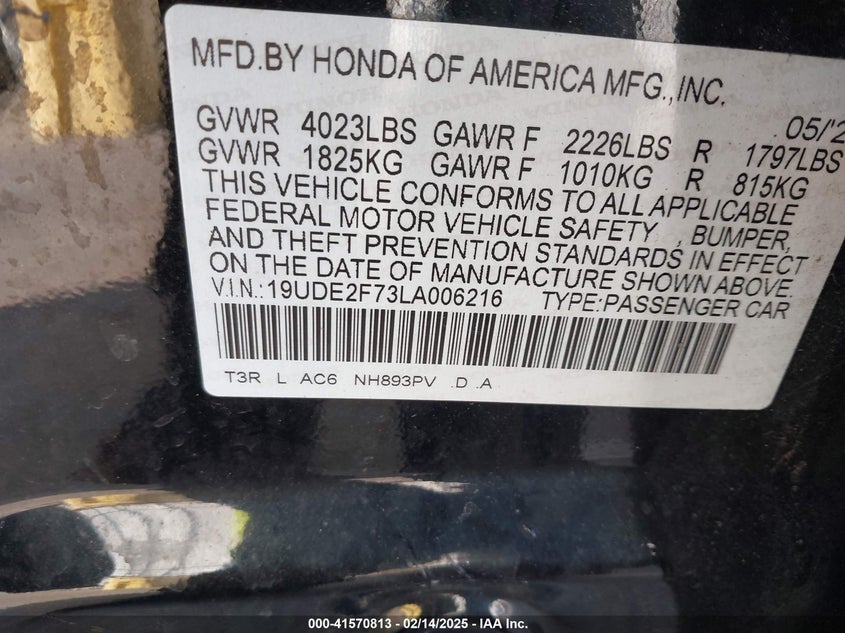 MFD.BY HONDA OF AMERICA MFG.,INC.
05/'2
GVWR 4023LBS GAWR F 2226LBS R 1797LBS
GVWR 1825KG GAWR F 1010KG R 815KG
THIS VEHICLE CONFORMS TO ALL APPLICABLE
FEDERAL MOTOR VEHICLE SAFETY , BUMPER,
AND THEFT PREVENTION STANDARDS IN EFFECT
ON THE DATE OF MANUFACTURE SHOWN ABOVE.
V.I.N.:19UDE2F73LA006216 TYPE:PASSENGER CAR
T3R L AC6 NH893PV .D .A
000-41570813 - 02/14/2025 - IAA Inc.